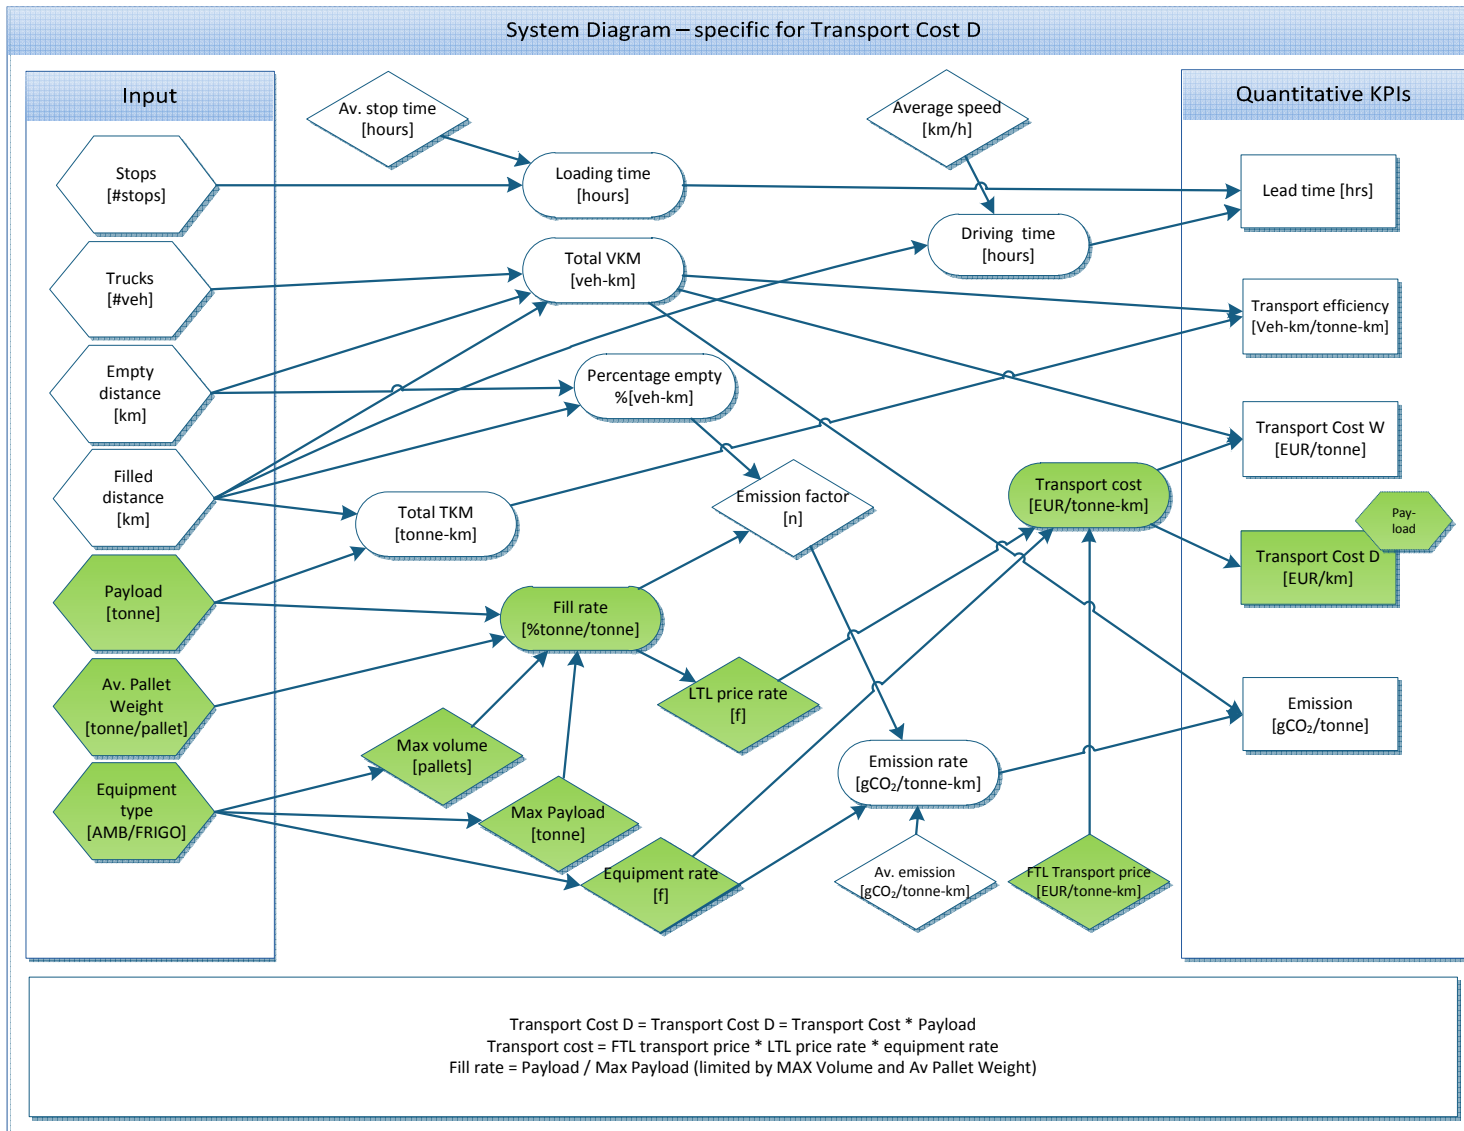 System Diagram – specific for Transport Cost D
Input
Quantitative KPIs
Av. stop time
[hours]
Average speed
[km/h]
Stops
[#stops]
Loading time
[hours]
Lead time [hrs]
Driving  time
[hours]
Trucks
[#veh]
Total VKM
[veh-km]
Transport efficiency
[Veh-km/tonne-km]
Empty
distance
[km]
Percentage empty
%[veh-km]
Transport Cost W
[EUR/tonne]
Filled
distance
[km]
Total TKM
[tonne-km]
Emission factor
[n]
Transport cost
[EUR/tonne-km]
Pay-
load
Transport Cost D
[EUR/km]
Payload
[tonne]
Fill rate
[%tonne/tonne]
Av. Pallet
Weight
[tonne/pallet]
LTL price rate
[f]
Emission
[gCO₂/tonne]
Max volume
[pallets]
Emission rate
[gCO₂/tonne-km]
Equipment
type
[AMB/FRIGO]
Max Payload
[tonne]
Equipment rate
[f]
Av. emission
[gCO₂/tonne-km]
FTL Transport price
[EUR/tonne-km]
Transport Cost D = Transport Cost D = Transport Cost * Payload
Transport cost = FTL transport price * LTL price rate * equipment rate
Fill rate = Payload / Max Payload (limited by MAX Volume and Av Pallet Weight)